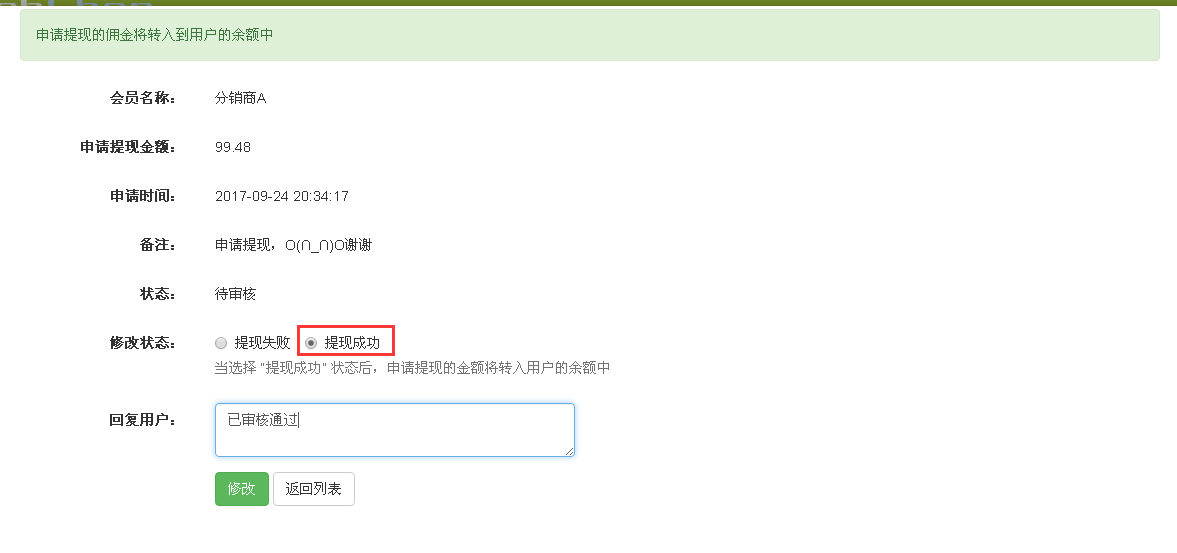 申请提现的佣金将转入到用户的余额中
会员名称： 分销商A
申请提现金额： 99.48
申请时间： 2017-09-24 20:34:17
备注： 申请提现，O(∩_∩)O谢谢
状态： 待审核
修改状态： 提现失败 提现成功
当选择 "提现成功" 状态后，申请提现的金额将转入用户的余额中
回复用户： 已审核通过
修改 返回列表